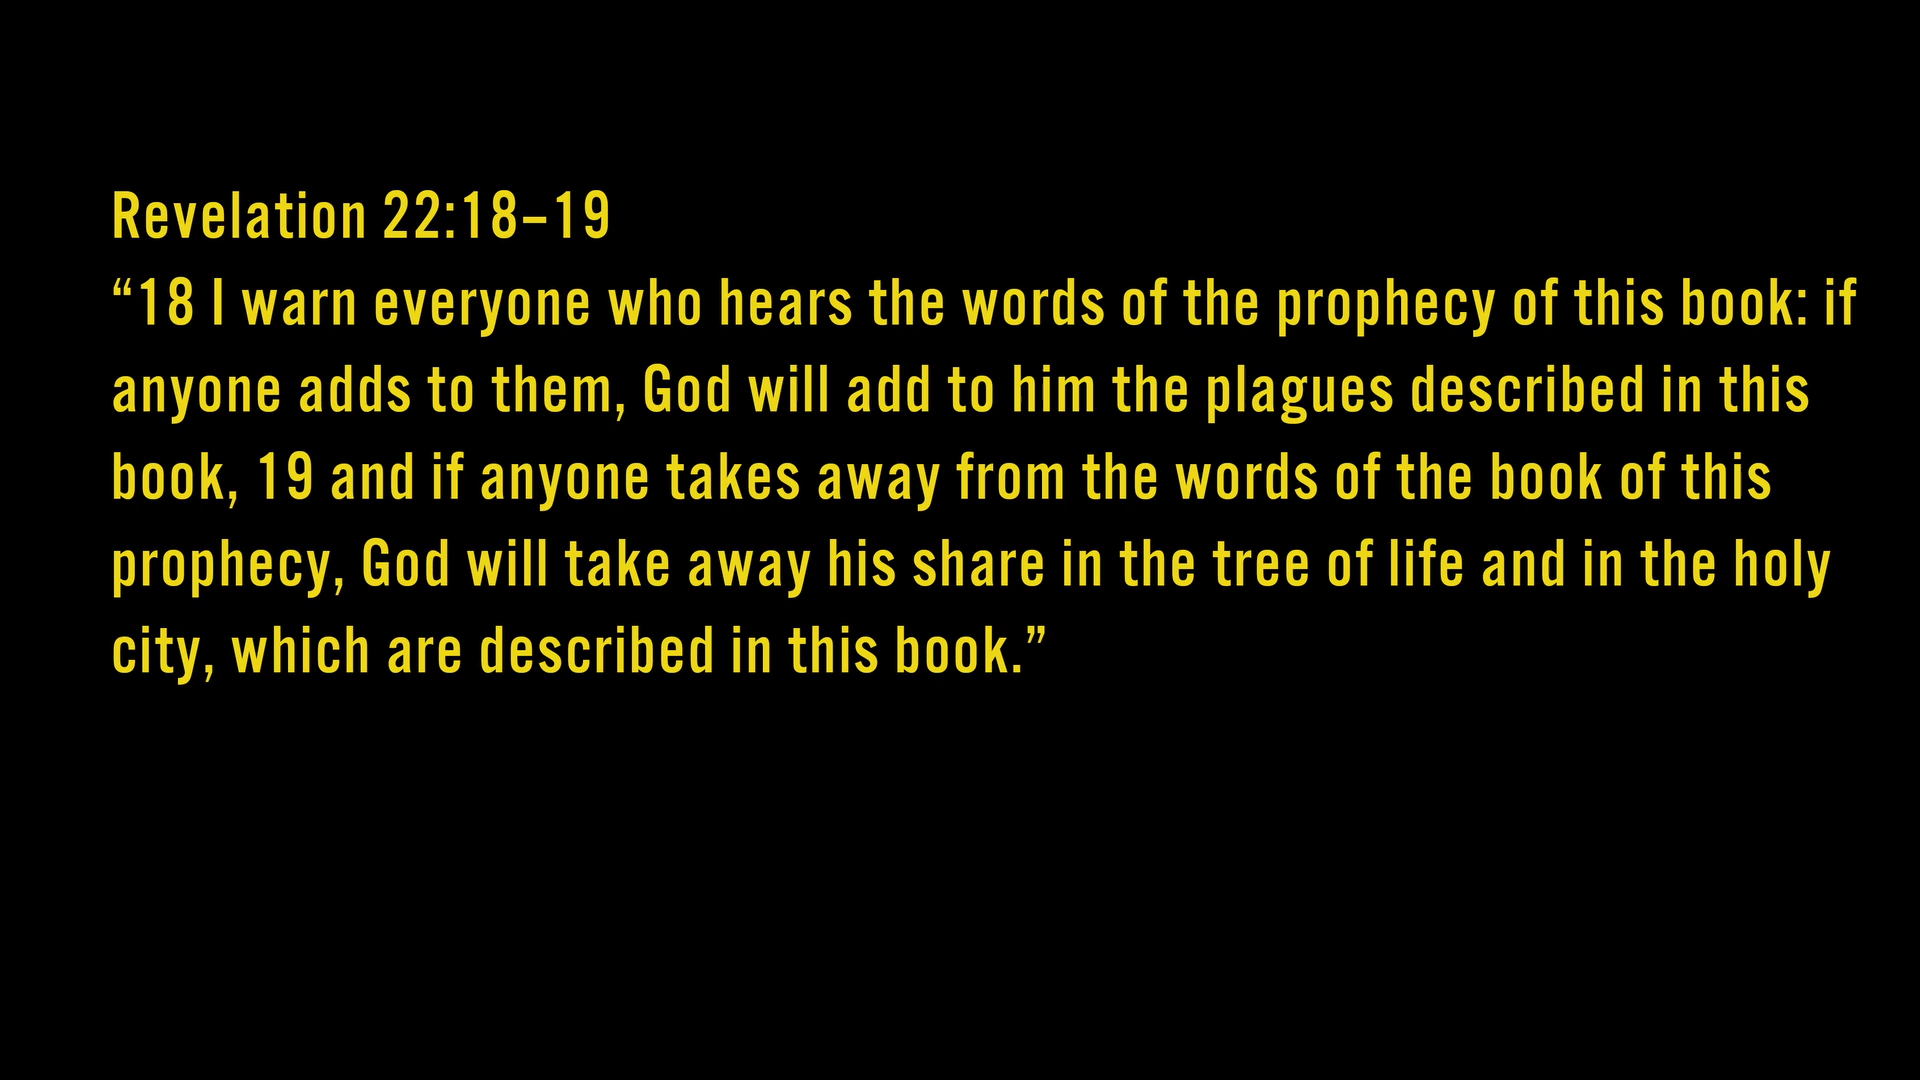 Revelation 22:18–19
“18 I warn everyone who hears the words of the prophecy of this book: if
anyone adds to them, God will add to him the plagues described in this
book, 19 and if anyone takes away from the words of the book of this
prophecy, God will take away his share in the tree of life and in the holy
city, which are described in this book.”